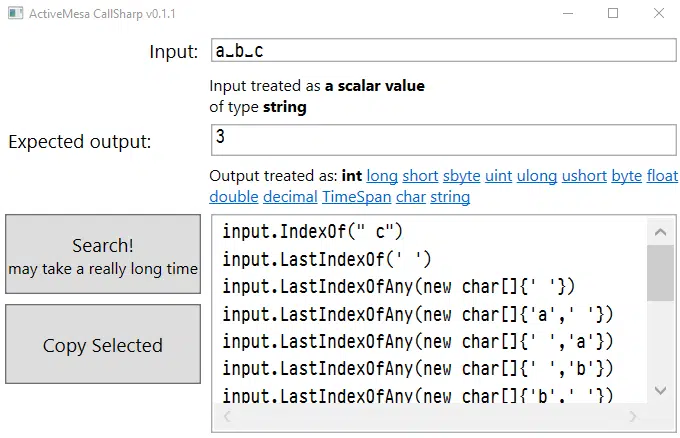 ActiveMesa CallSharp v0.1.1
Input:
a␣b␣c
Input treated as a scalar value
of type string
Expected output:
3
Output treated as: int long short sbyte uint ulong ushort byte float
double decimal TimeSpan char string
Search!
may take a really long time
Copy Selected
input.IndexOf(" c")
input.LastIndexOf(' ')
input.LastIndexOfAny(new char[]{' '})
input.LastIndexOfAny(new char[]{'a',' '})
input.LastIndexOfAny(new char[]{' ','a'})
input.LastIndexOfAny(new char[]{' ','b'})
input.LastIndexOfAny(new char[]{'b',' '})